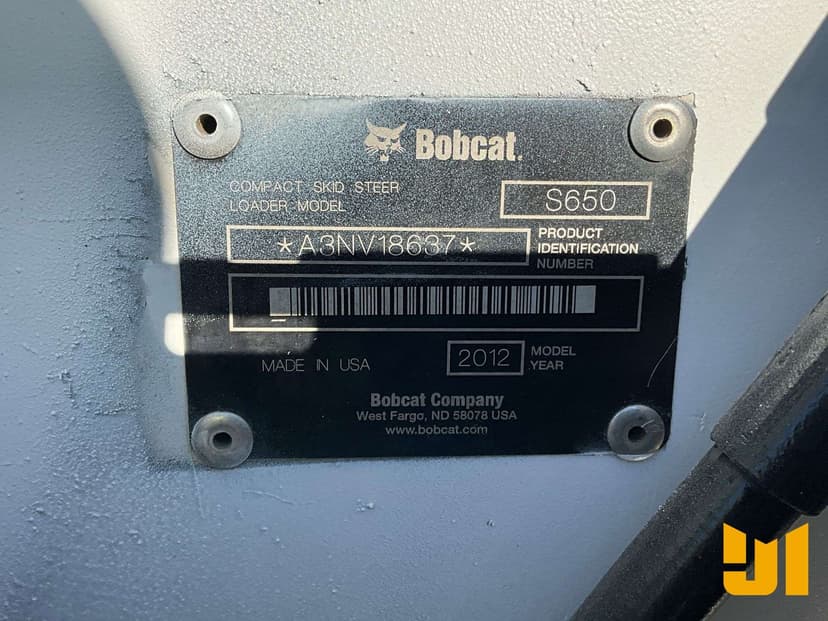 Bobcat.
COMPACT SKID STEER
LOADER MODEL
S650
*A3NV18637*
PRODUCT
IDENTIFICATION
NUMBER
MADE IN USA
2012
MODEL
YEAR
Bobcat Company
West Fargo, ND 58078 USA
www.bobcat.com